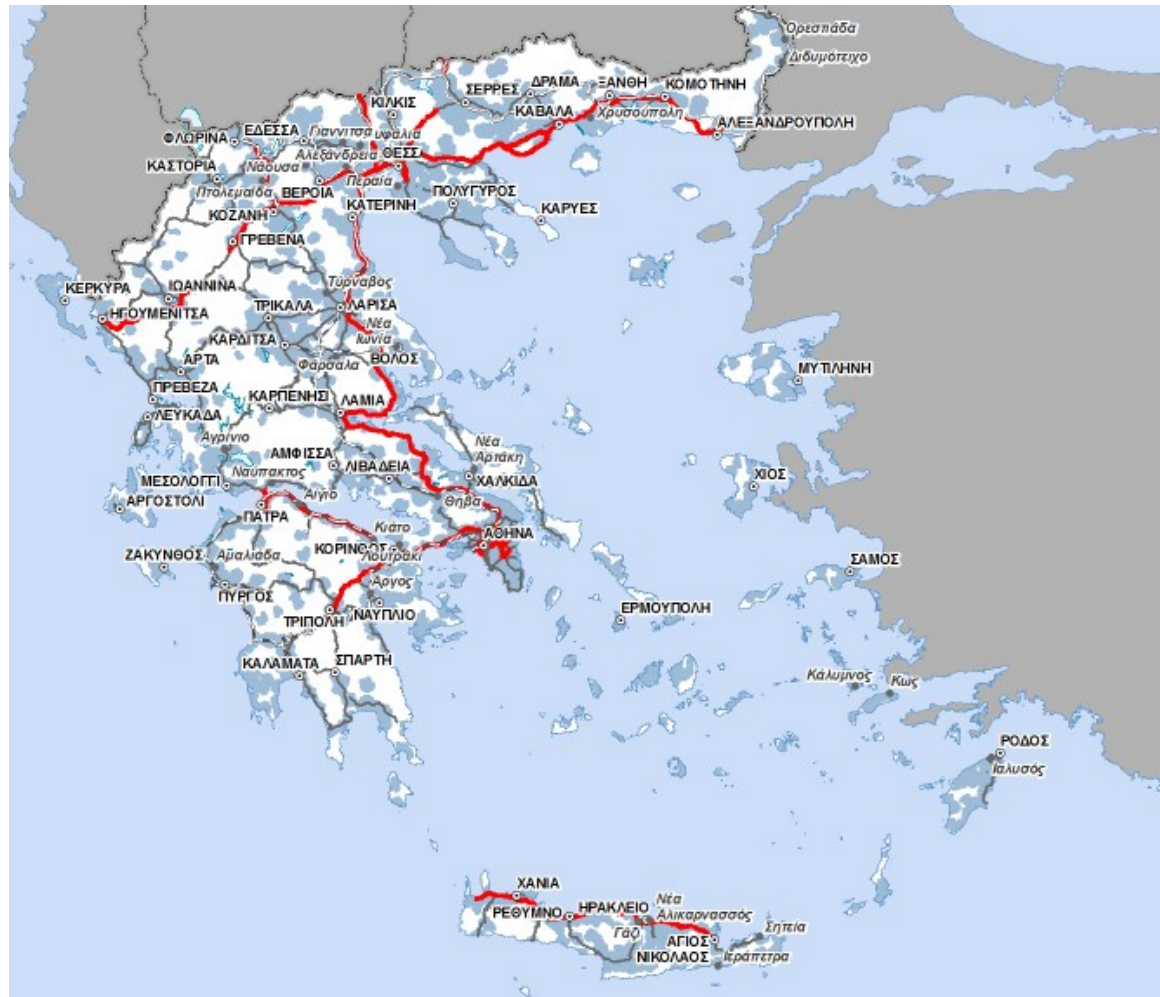 Ορεσπάδα
Διδυμότειχο
ΔΡΑΜΑ
ΞΑΝΘΗ
ΚΟΜΟΤΗΝΗ
ΣΕΡΡΕΣ
ΚΙΛΚΙΣ
ΚΑΒΑΛΑ
Χρυσούπολη
ΑΛΕΞΑΝΔΡΟΥΠΟΛΗ
ΦΛΩΡΙΝΑ
ΕΔΕΣΣΑ
Γιαννιτσά
υφάλια
Αλεξάνδρεια
ΘΕΣΣ
ΚΑΣΤΟΡΙΑ
Νάουσα
Περαία
Πτολεμαΐδα
ΒΕΡΟΙΑ
ΠΟΛΥΓΥΡΟΣ
ΚΟΖΑΝΗ
ΚΑΤΕΡΙΝΗ
ΚΑΡΥΕΣ
ΓΡΕΒΕΝΑ
ΚΕΡΚΥΡΑ
ΙΩΑΝΝΙΝΑ
Τύρναβος
ΗΓΟΥΜΕΝΙΤΣΑ
ΤΡΙΚΑΛΑ
ΛΑΡΙΣΑ
Νέα
Ιωνία
ΚΑΡΔΙΤΣΑ
ΒΟΛΟΣ
ΑΡΤΑ
Φάρσαλα
ΜΥΤΙΛΗΝΗ
ΠΡΕΒΕΖΑ
ΚΑΡΠΕΝΗΣΙ
ΛΑΜΙΑ
ΛΕΥΚΑΔΑ
Αγρίνιο
Νέα
Αρτάκη
ΑΜΦΙΣΣΑ
ΛΙΒΑΔΕΙΑ
Ναύπακτος
ΜΕΣΟΛΟΓΓΙ
ΧΑΛΚΙΔΑ
ΧΙΟΣ
ΑΡΓΟΣΤΟΛΙ
Αίγιο
Θήβα
ΠΑΤΡΑ
Κιάτο
ΑΘΗΝΑ
ΖΑΚΥΝΘΟΣ
Αμαλιάδα
ΚΟΡΙΝΘΟΣ
Λουτράκι
ΣΑΜΟΣ
Άργος
ΠΥΡΓΟΣ
ΝΑΥΠΛΙΟ
ΕΡΜΟΥΠΟΛΗ
ΤΡΙΠΟΛΗ
ΚΑΛΑΜΑΤΑ
ΣΠΑΡΤΗ
Κάλυμνος
Κως
ΡΟΔΟΣ
Ιαλυσός
ΧΑΝΙΑ
ΡΕΘΥΜΝΟ
ΗΡΑΚΛΕΙΟ
Νέα
Αλικαρνασσός
Γάζι
Σητεία
ΑΓΙΟΣ
ΝΙΚΟΛΑΟΣ
Ιεράπετρα